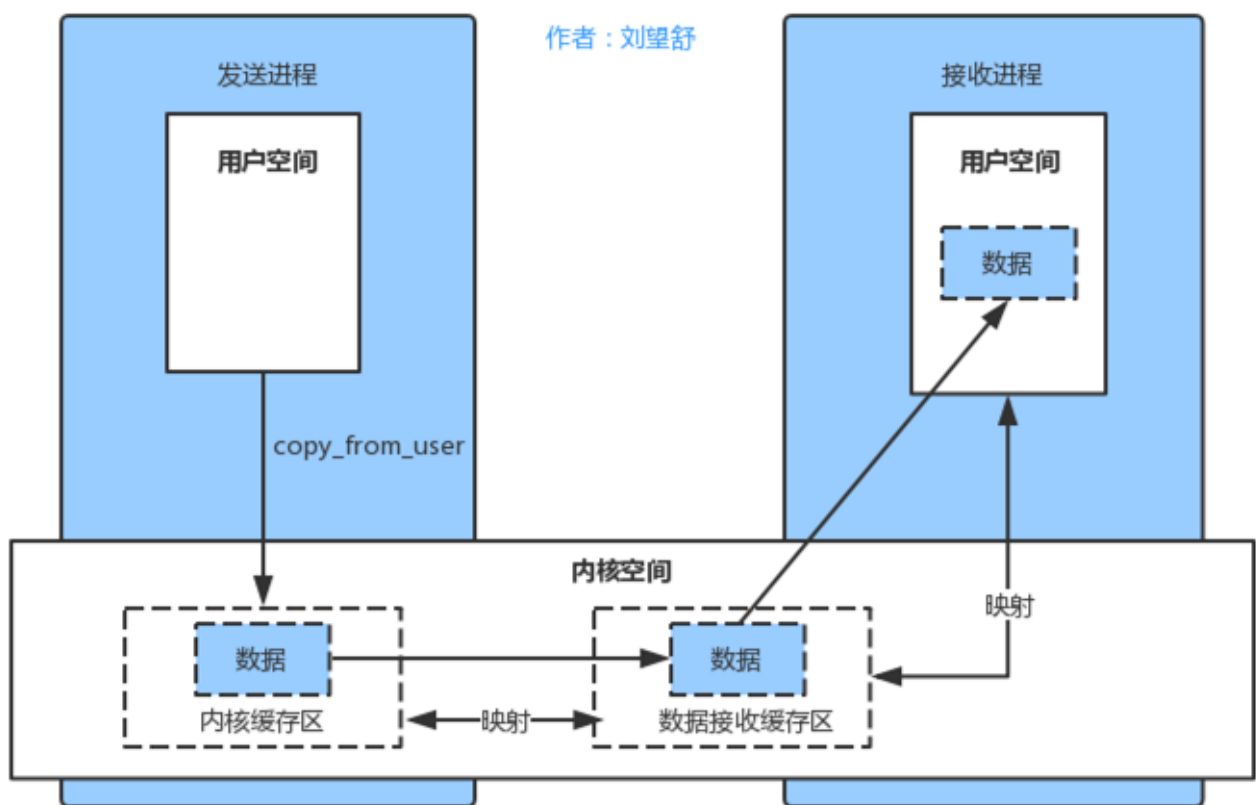 作者：刘望舒
发送进程
接收进程
用户空间
用户空间
数据
copy_from_user
内核空间
映射
数据
数据
内核缓存区
映射
数据接收缓存区